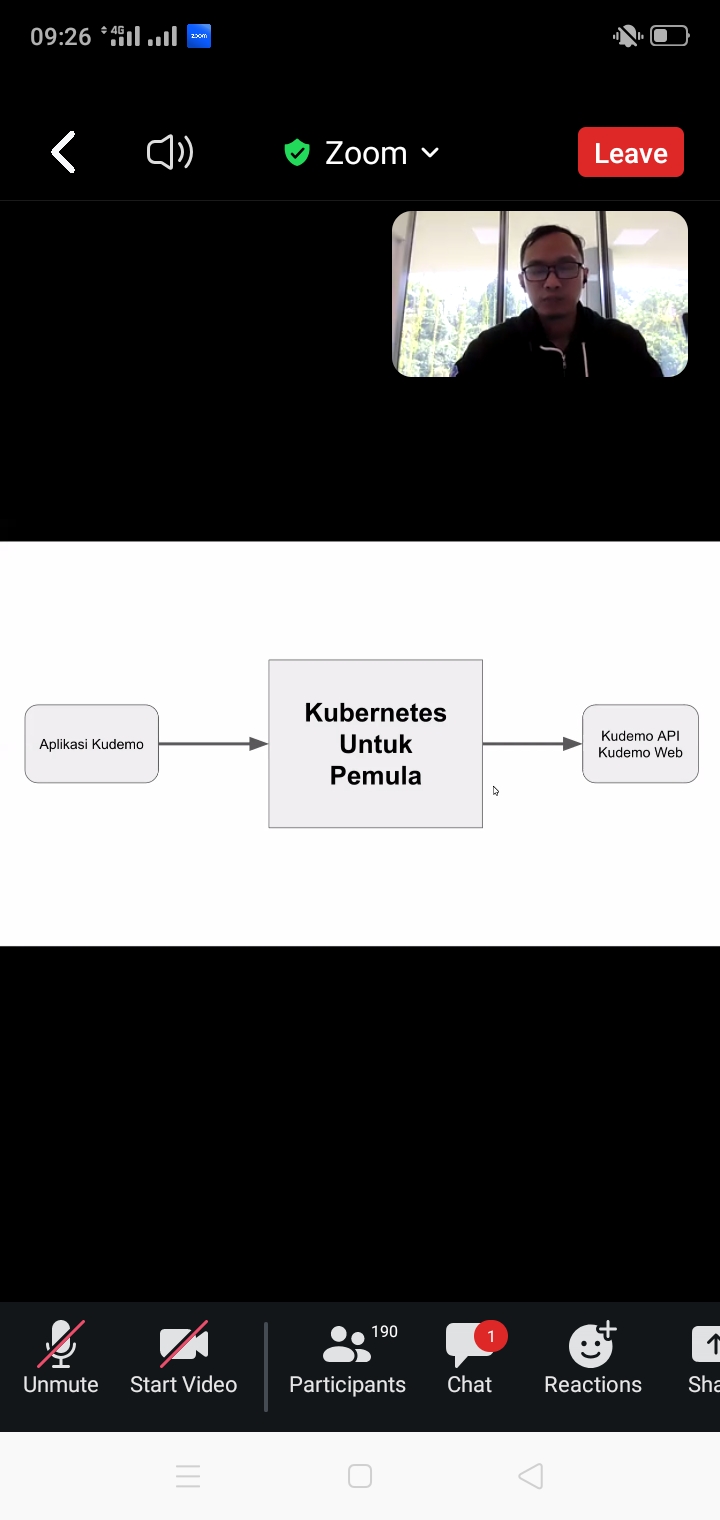 09:26 4G zoom
Zoom
Leave
Aplikasi Kudemo
Kubernetes
Untuk
Pemula
Kudemo API
Kudemo Web
Unmute
Start Video
190
Participants
1
Chat
Reactions
Sha